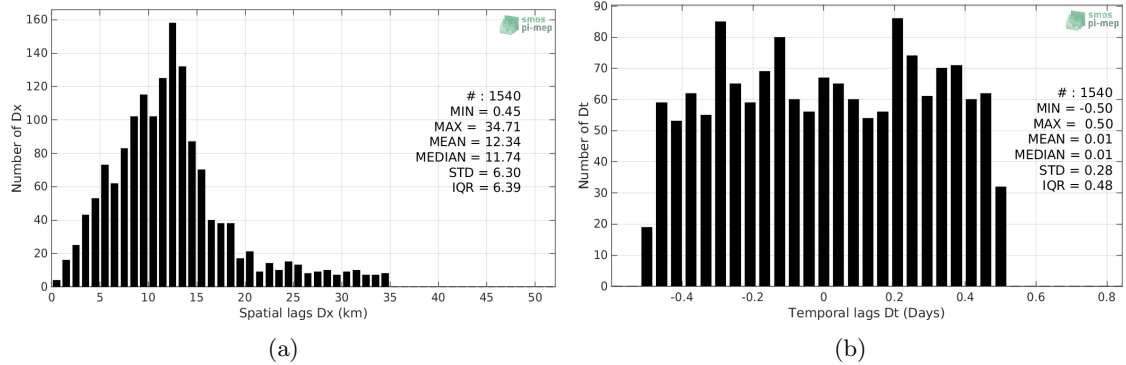 smos
pi-mep
160
140
120
100
80
60
40
20
0
Number of Dx
# : 1540
MIN = 0.45
MAX = 34.71
MEAN = 12.34
MEDIAN = 11.74
STD = 6.30
IQR = 6.39
0 5 10 15 20 25 30 35 40 45 50
Spatial lags Dx (km)
(a)
smos
pi-mep
90
80
70
60
50
40
30
20
10
0
Number of Dt
# : 1540
MIN = -0.50
MAX = 0.50
MEAN = 0.01
MEDIAN = 0.01
STD = 0.28
IQR = 0.48
-0.4 -0.2 0 0.2 0.4 0.6 0.8
Temporal lags Dt (Days)
(b)